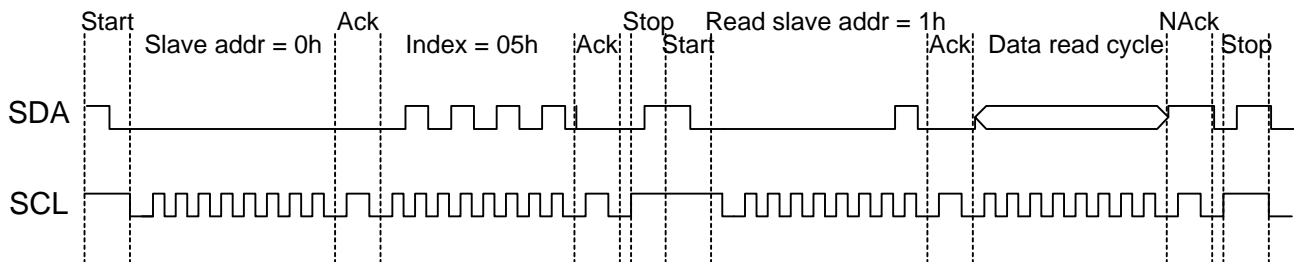 Start Ack Stop Read slave addr = 1h NAck
Slave addr = 0h Index = 05h Ack Start Ack Data read cycle Stop
SDA
SCL